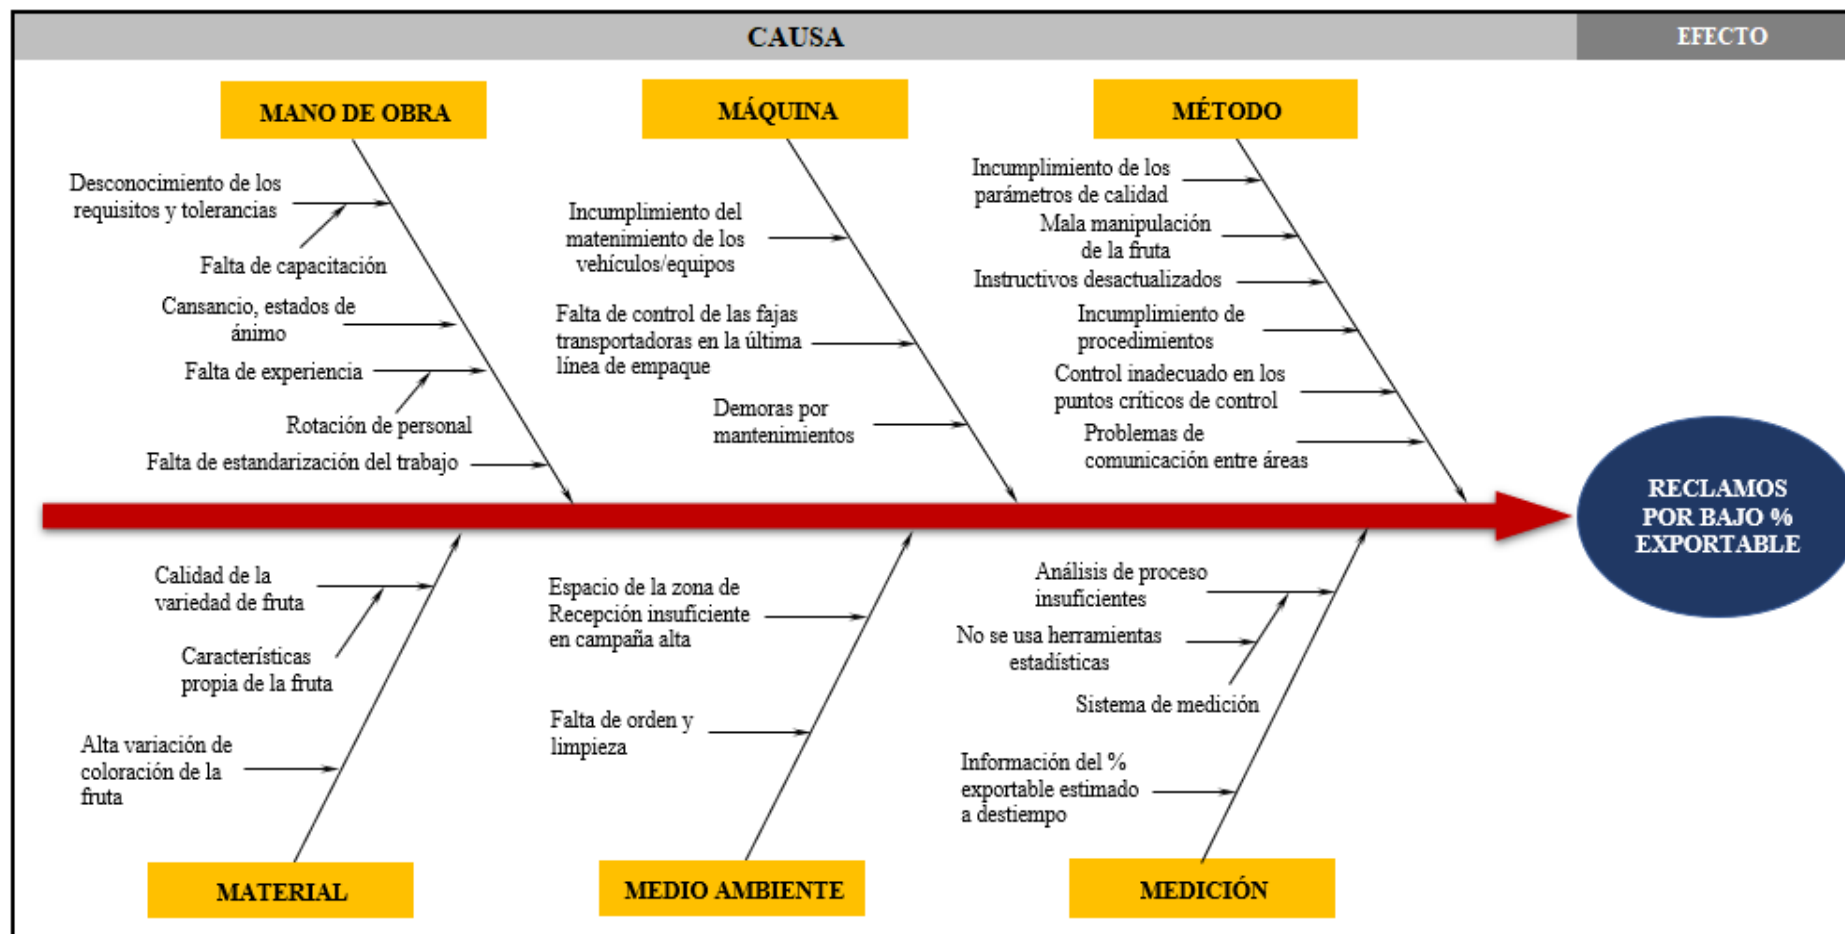 CAUSA
EFECTO
MANO DE OBRA
MÁQUINA
MÉTODO
Desconocimiento de los
requisitos y tolerancias
Falta de capacitación
Cansancio, estados de
ánimo
Falta de experiencia
Rotación de personal
Falta de estandarización del trabajo
Incumplimiento del
matenimiento de los
vehículos/equipos
Falta de control de las fajas
transportadoras en la última
línea de empaque
Demoras por
mantenimientos
Incumplimiento de los
parámetros de calidad
Mala manipulación
de la fruta
Instructivos desactualizados
Incumplimiento de
procedimientos
Control inadecuado en los
puntos críticos de control
Problemas de
comunicación entre áreas
RECLAMOS
POR BAJO %
EXPORTABLE
Calidad de la
variedad de fruta
Características
propia de la fruta
Alta variación de
coloración de la
fruta
Espacio de la zona de
Recepción insuficiente
en campaña alta
Falta de orden y
limpieza
Análisis de proceso
insuficientes
No se usa herramientas
estadísticas
Sistema de medición
Información del %
exportable estimado
a destiempo
MATERIAL
MEDIO AMBIENTE
MEDICIÓN